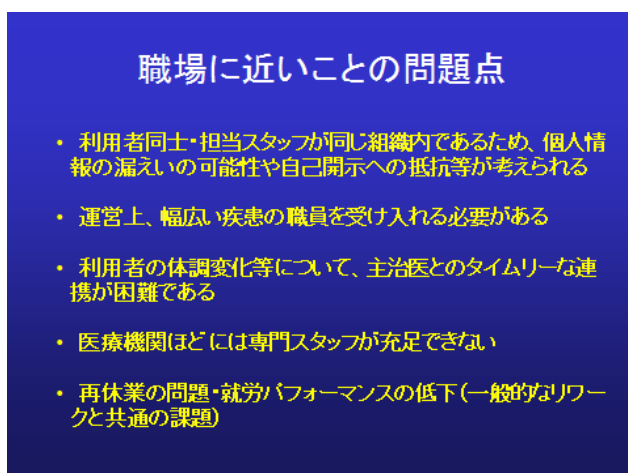 職場に近いことの問題点
・ 利用者同士・担当スタッフが同じ組織内であるため、個人情
報の漏えいの可能性や自己開示への抵抗等が考えられる
・ 運営上、幅広い疾患の職員を受け入れる必要がある
・ 利用者の体調変化等について、主治医とのタイムリーな連
携が困難である
・ 医療機関ほどには専門スタッフが充足できない
・ 再休業の問題・就労パフォーマンスの低下(一般的なリワー
クと共通の課題)